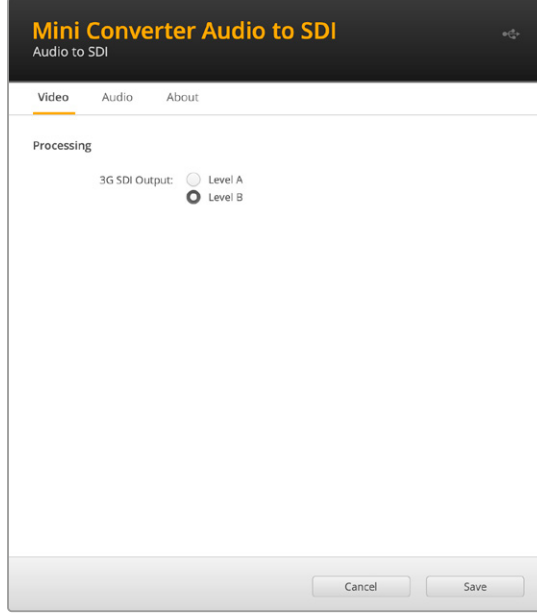 Mini Converter Audio to SDI
Audio to SDI
Video Audio About
Processing
3G SDI Output: Level A
Level B
Cancel Save